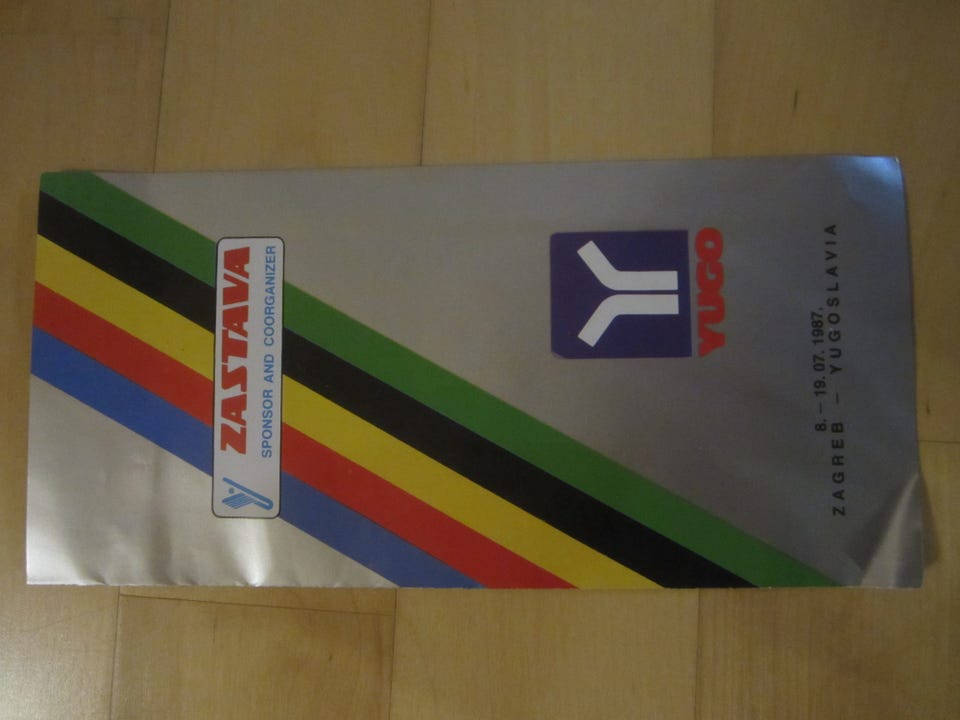 ZASTAVA
SPONSOR AND COORGANIZER
YUGO
8. – 19. 07. 1987.
ZAGREB – YUGOSLAVIA